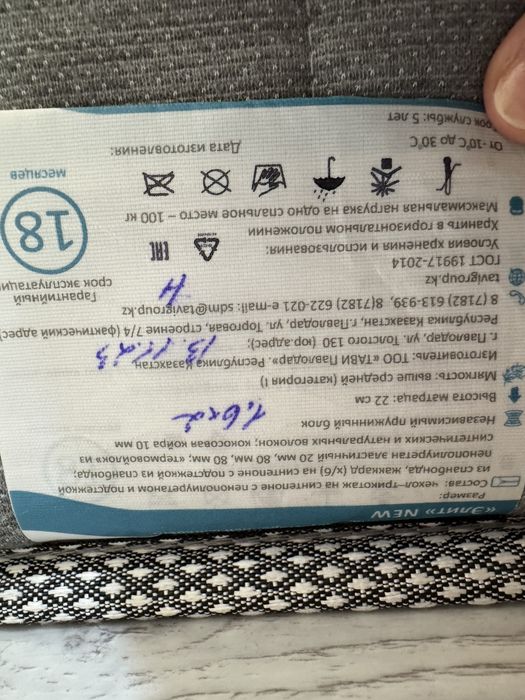 «Элит» NEW
Размер:
Состав: чехол–трикотаж на синтепоне с пенополиуретаном и подстежкой
из спанбонда, жаккард (х/б) на синтепоне с подстежкой из спанбонда;
пенополиуретан эластичный 20 мм, 80 мм, 80 мм; термовойлок из
синтетических и натуральных волокон; кокосовая койра 10 мм
Независимый пружинный блок
1,6х2
Высота матраца: 22 см
Мягкость: выше средней (категория I)
Изготовитель: ТОО «ТАВИ Павлодар». Республика Казахстан,
г. Павлодар, ул. Толстого 130 (юр.адрес);
13.11.23
Республика Казахстан, г. Павлодар, ул. Торговая, строение 7/4 (фактический адрес)
8 (7182) 613-939, 8(7182) 622-021 e-mail: sdm@tavigroup.kz
tavigroup.kz
ГОСТ 19917-2014
Условия хранения и использования:
Хранить в горизонтальном положении
EAC
Максимальная нагрузка на одно спальное место – 100 кг
Гарантийный
срок эксплуатации
18
месяцев
От -10°С до 30°С
Дата изготовления:
Срок службы: 5 лет